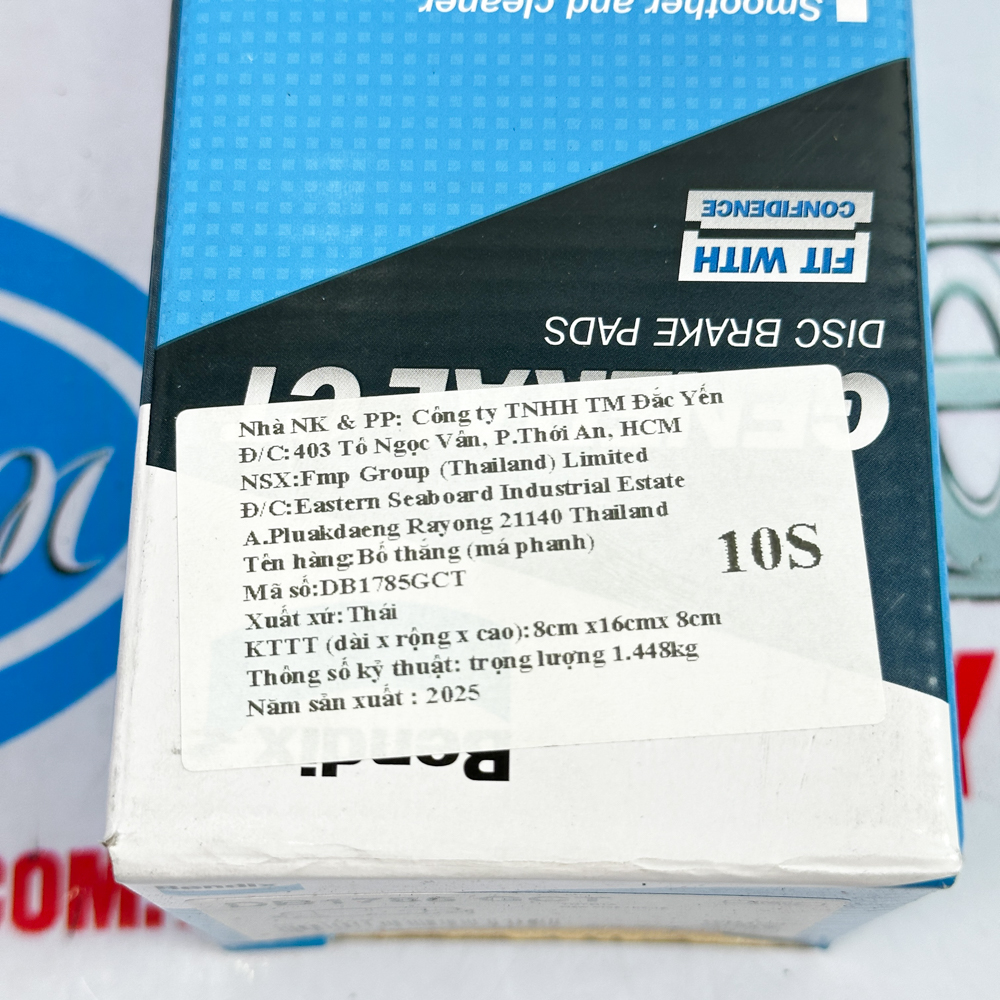 Smoother and cleaner
CONFIDENCE
FIT WITH
DISC BRAKE PADS
Nhà NK & PP: Công ty TNHH TM Đắc Yến
Đ/C:403 Tô Ngọc Vân, P.Thới An, HCM
NSX:Fmp Group (Thailand) Limited
Đ/C:Eastern Seaboard Industrial Estate
A.Pluakdaeng Rayong 21140 Thailand
Tên hàng:Bố thắng (má phanh)
10S
Mã số:DB1785GCT
Xuất xứ:Thái
KTTT (dài x rộng x cao):8cm x16cmx 8cm
Thông số kỹ thuật: trọng lượng 1.448kg
Năm sản xuất : 2025
Bendix
Bendix
DB1785 GCT